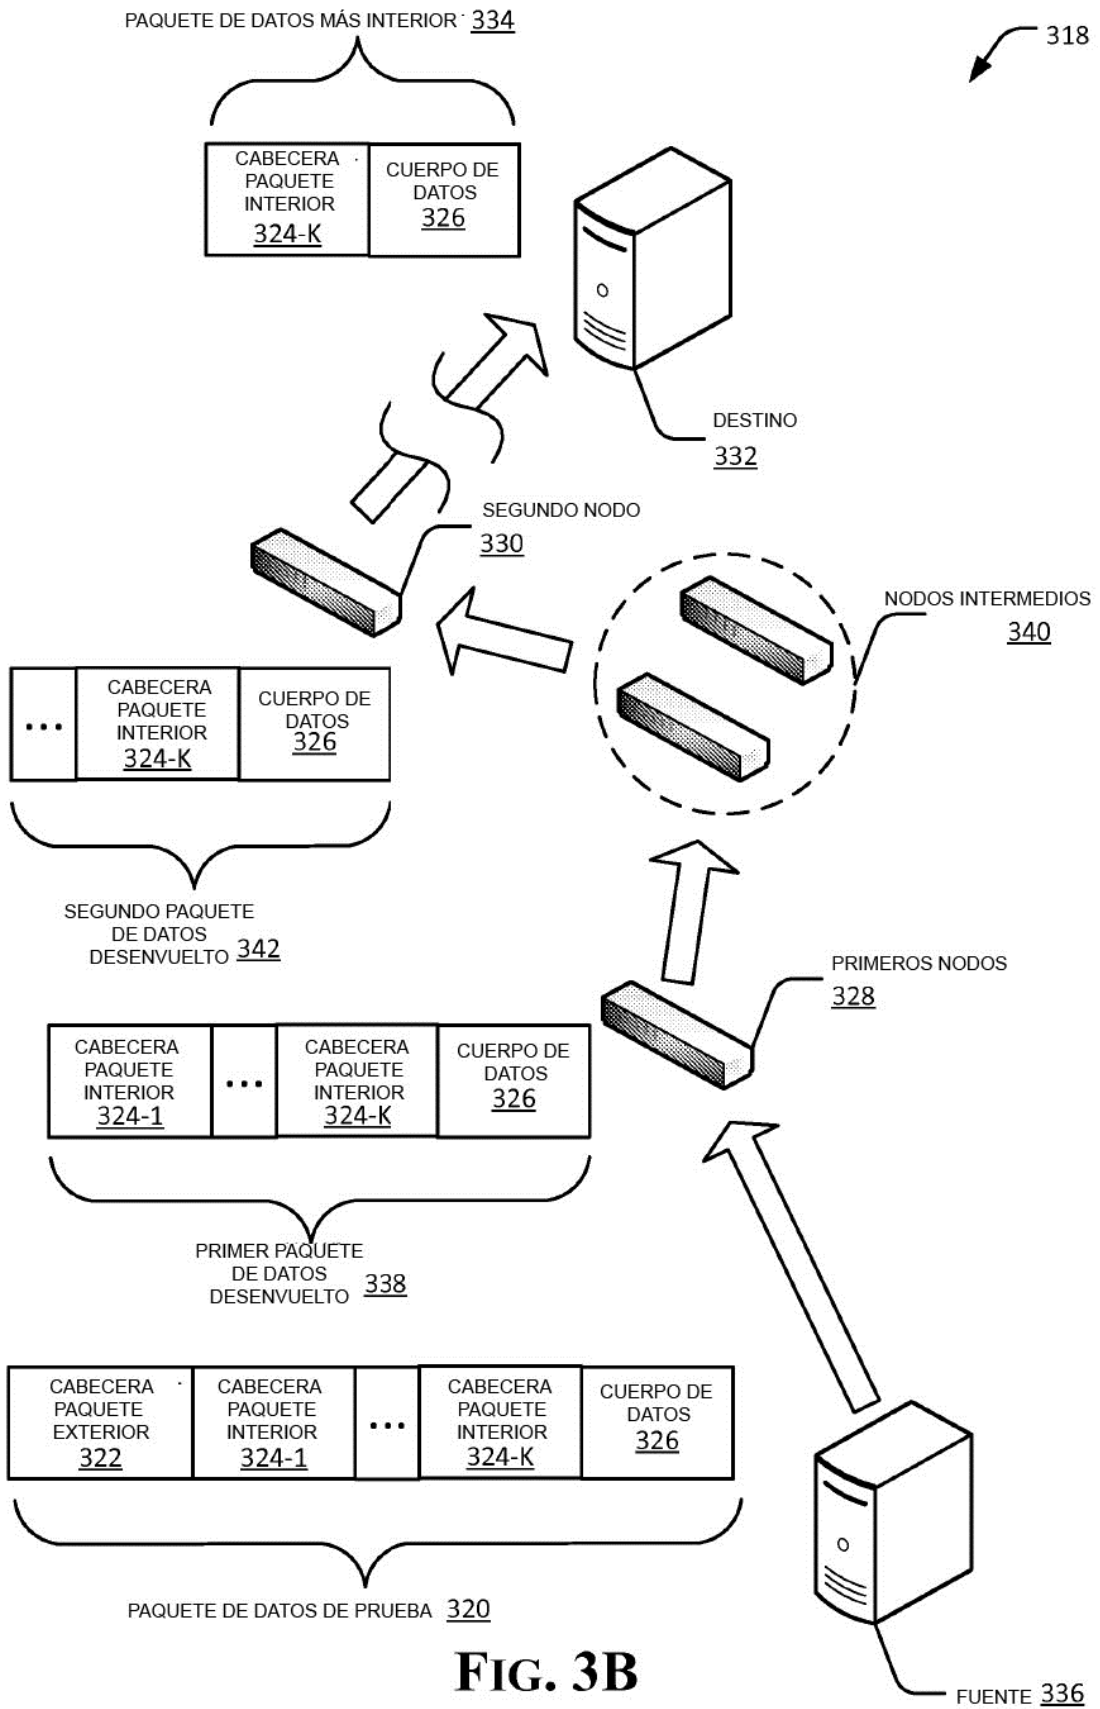 PAQUETE DE DATOS MÁS INTERIOR 334
318
CABECERA
PAQUETE
INTERIOR
324-K
CUERPO DE
DATOS
326
DESTINO
332
SEGUNDO NODO
330
NODOS INTERMEDIOS
340
...
CABECERA
PAQUETE
INTERIOR
324-K
CUERPO DE
DATOS
326
SEGUNDO PAQUETE
DE DATOS
DESENVUELTO 342
PRIMEROS NODOS
328
CABECERA
PAQUETE
INTERIOR
324-1
...
CABECERA
PAQUETE
INTERIOR
324-K
CUERPO DE
DATOS
326
PRIMER PAQUETE
DE DATOS
DESENVUELTO 338
CABECERA
PAQUETE
EXTERIOR
322
CABECERA
PAQUETE
INTERIOR
324-1
...
CABECERA
PAQUETE
INTERIOR
324-K
CUERPO DE
DATOS
326
PAQUETE DE DATOS DE PRUEBA 320
FIG. 3B
FUENTE 336